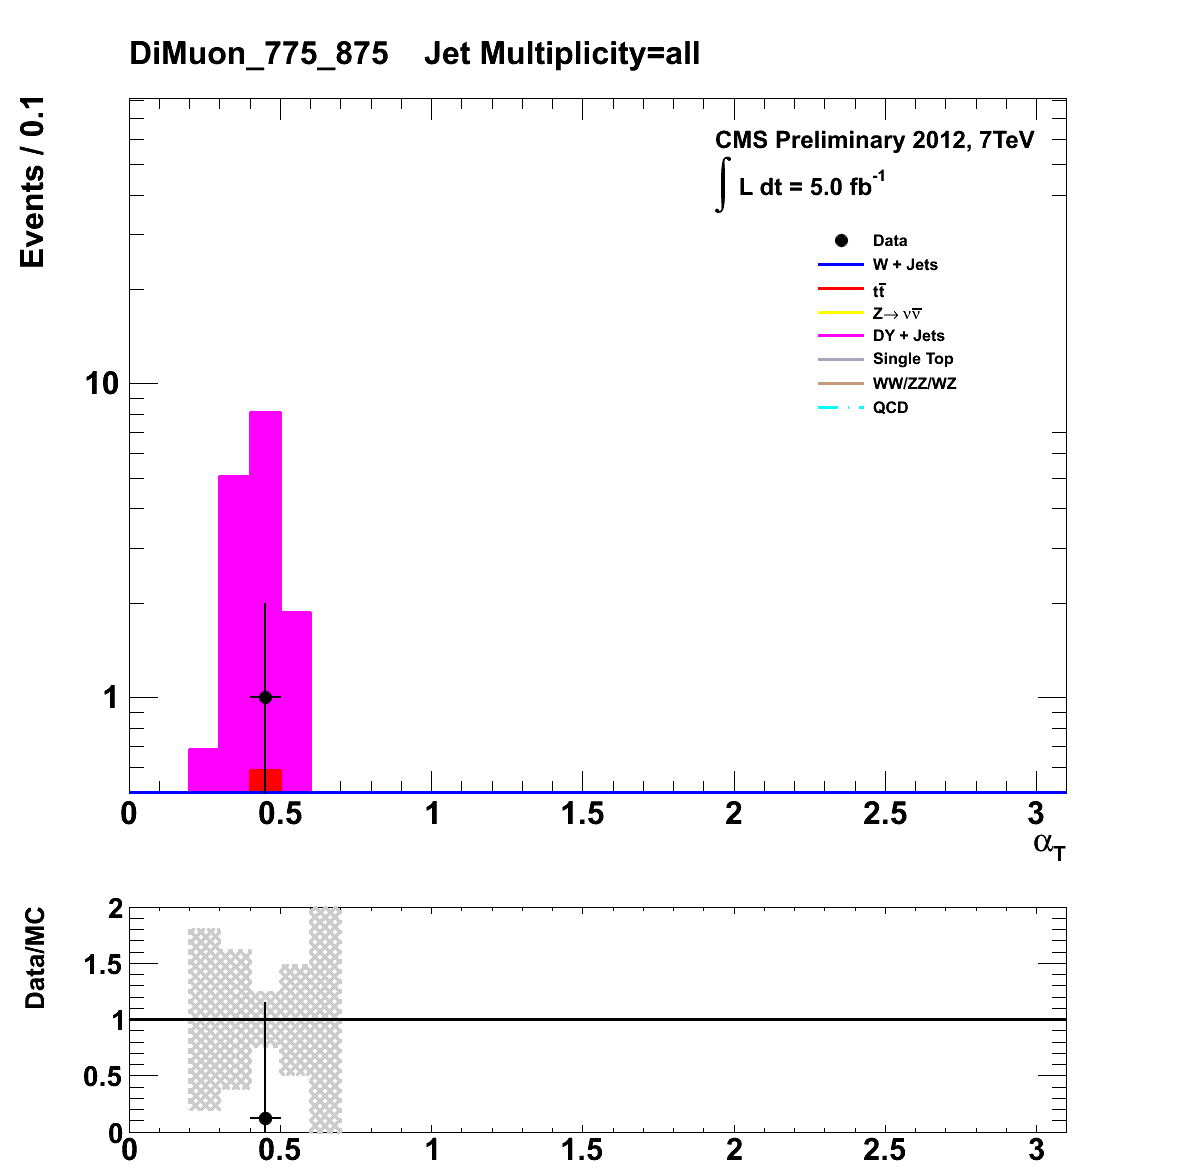 DiMuon_775_875 Jet Multiplicity=all
Events / 0.1
CMS Preliminary 2012, 7TeV
∫ L dt = 5.0 fb⁻¹
Data
W + Jets
tt̅
Z→ νν̅
DY + Jets
Single Top
WW/ZZ/WZ
QCD
10
1
0 0.5 1 1.5 2 2.5 3
α_T
Data/MC
2
1.5
1
0.5
0
0 0.5 1 1.5 2 2.5 3